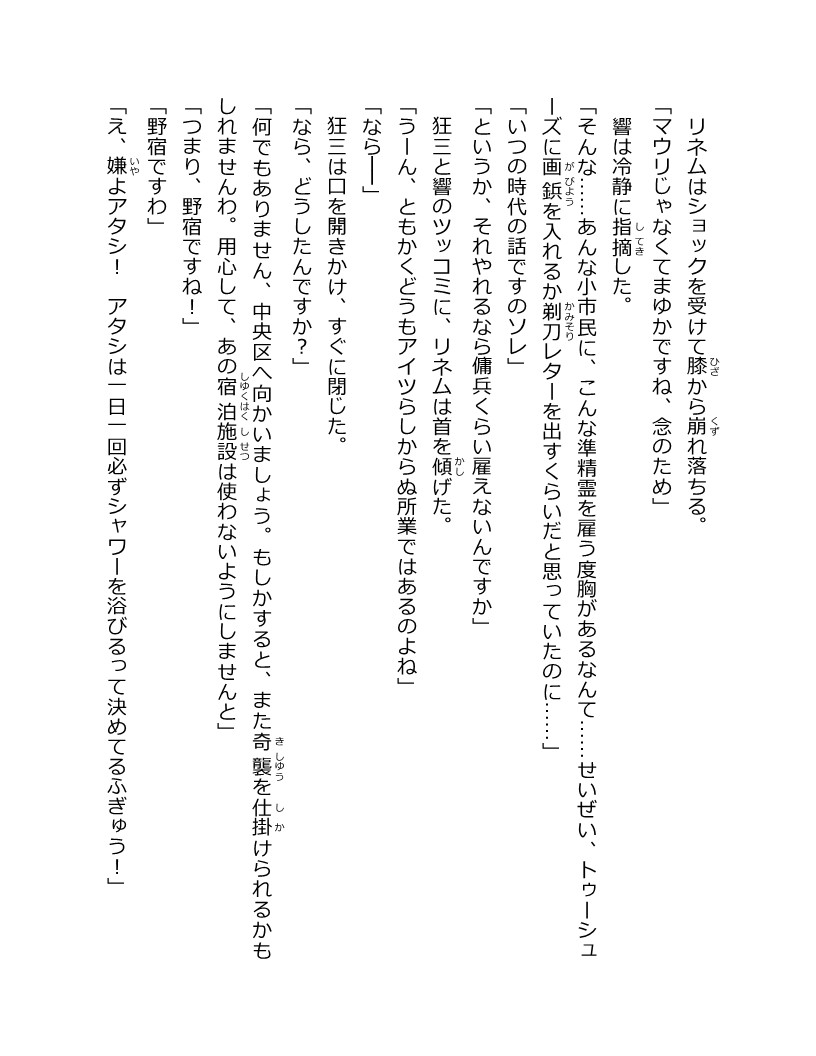 リネムはショックを受けて膝から崩れ落ちる。
「マウリじゃなくてまゆかですね、念のため」
響は冷静に指摘した。
「そんな……あんな小市民に、こんな準精霊を雇う度胸があるなんて……せいぜい、トゥーシュ
ーズに画鋲を入れるか剃刀レターを出すくらいだと思っていたのに……」
「いつの時代の話ですのソレ」
「というか、それやれるなら傭兵くらい雇えないんですか」
狂三と響のツッコミに、リネムは首を傾げた。
「うーん、ともかくどうもアイツらしからぬ所業ではあるのよね」
「なら――」
狂三は口を開きかけ、すぐに閉じた。
「なら、どうしたんですか？」
「何でもありません、中央区へ向かいましょう。もしかすると、また奇襲を仕掛けられるかも
しれませんわ。用心して、あの宿泊施設は使わないようにしませんと」
「つまり、野宿ですね！」
「野宿ですわ」
「え、嫌よアタシ！　アタシは一日一回必ずシャワーを浴びるって決めてるふぎゅう！」